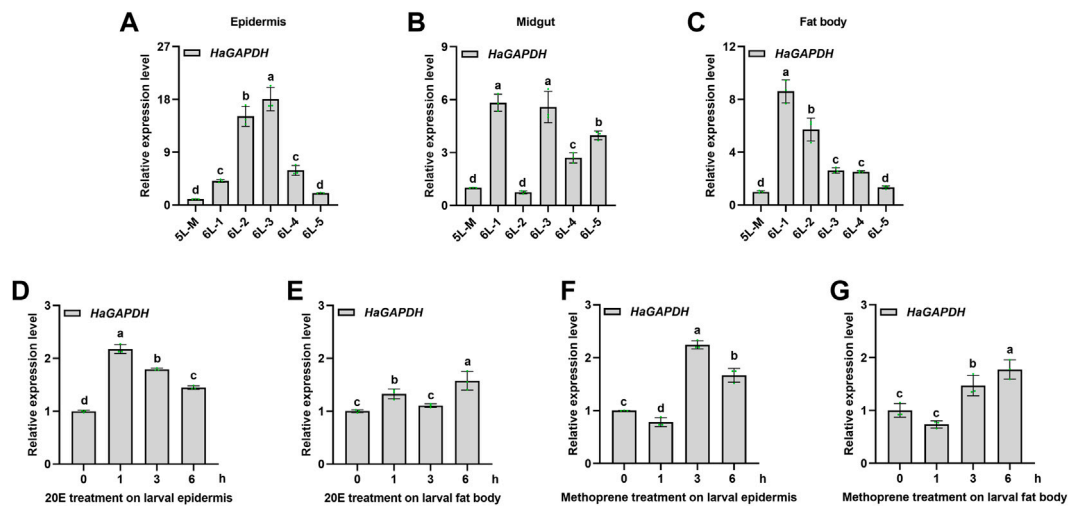 A
Epidermis
Relative expression level
HaGAPDH
27
18
9
0
d
c
b
a
c
d
5L-M
6L-1
6L-2
6L-3
6L-4
6L-5
B
Midgut
Relative expression level
HaGAPDH
9
6
3
0
d
a
d
a
c
b
5L-M
6L-1
6L-2
6L-3
6L-4
6L-5
C
Fat body
Relative expression level
HaGAPDH
12
8
4
0
d
a
b
c
c
d
5L-M
6L-1
6L-2
6L-3
6L-4
6L-5
D
Relative expression level
HaGAPDH
3
2
1
0
d
a
b
c
0 1 3 6 h
20E treatment on larval epidermis
E
Relative expression level
HaGAPDH
3
2
1
0
c
b
c
a
0 1 3 6 h
20E treatment on larval fat body
F
Relative expression level
HaGAPDH
3
2
1
0
c
d
a
b
0 1 3 6 h
Methoprene treatment on larval epidermis
G
Relative expression level
HaGAPDH
3
2
1
0
c
c
b
a
0 1 3 6 h
Methoprene treatment on larval fat body